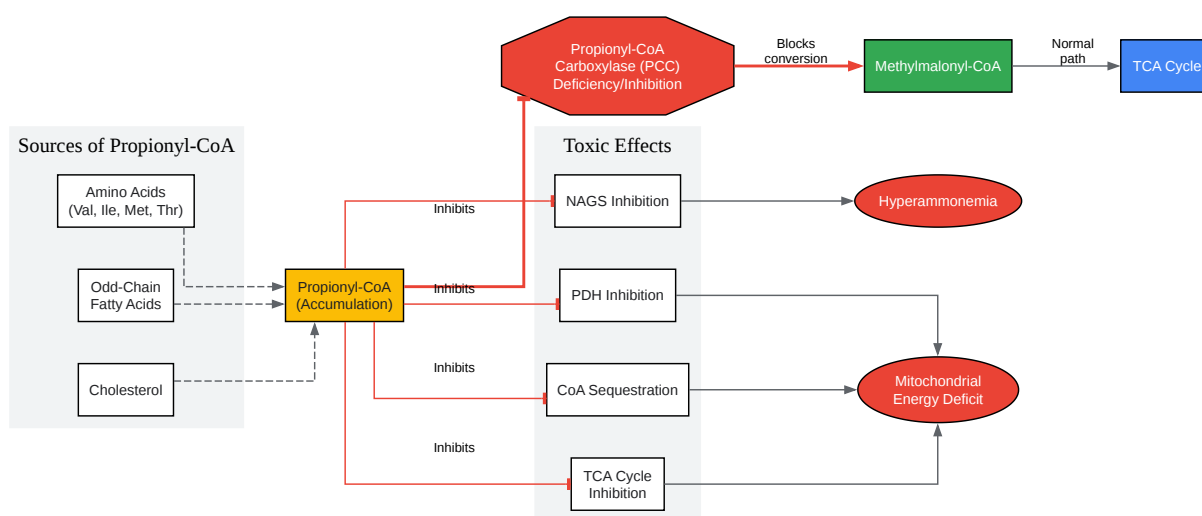 Propionyl-CoA
Carboxylase (PCC)
Deficiency/Inhibition
Blocks
conversion
Methylmalonyl-CoA
Normal
path
TCA Cycle
Sources of Propionyl-CoA
Amino Acids
(Val, Ile, Met, Thr)
Odd-Chain
Fatty Acids
Cholesterol
Propionyl-CoA
(Accumulation)
Inhibits
Inhibits
Inhibits
Inhibits
Toxic Effects
NAGS Inhibition
PDH Inhibition
CoA Sequestration
TCA Cycle
Inhibition
Hyperammonemia
Mitochondrial
Energy Deficit